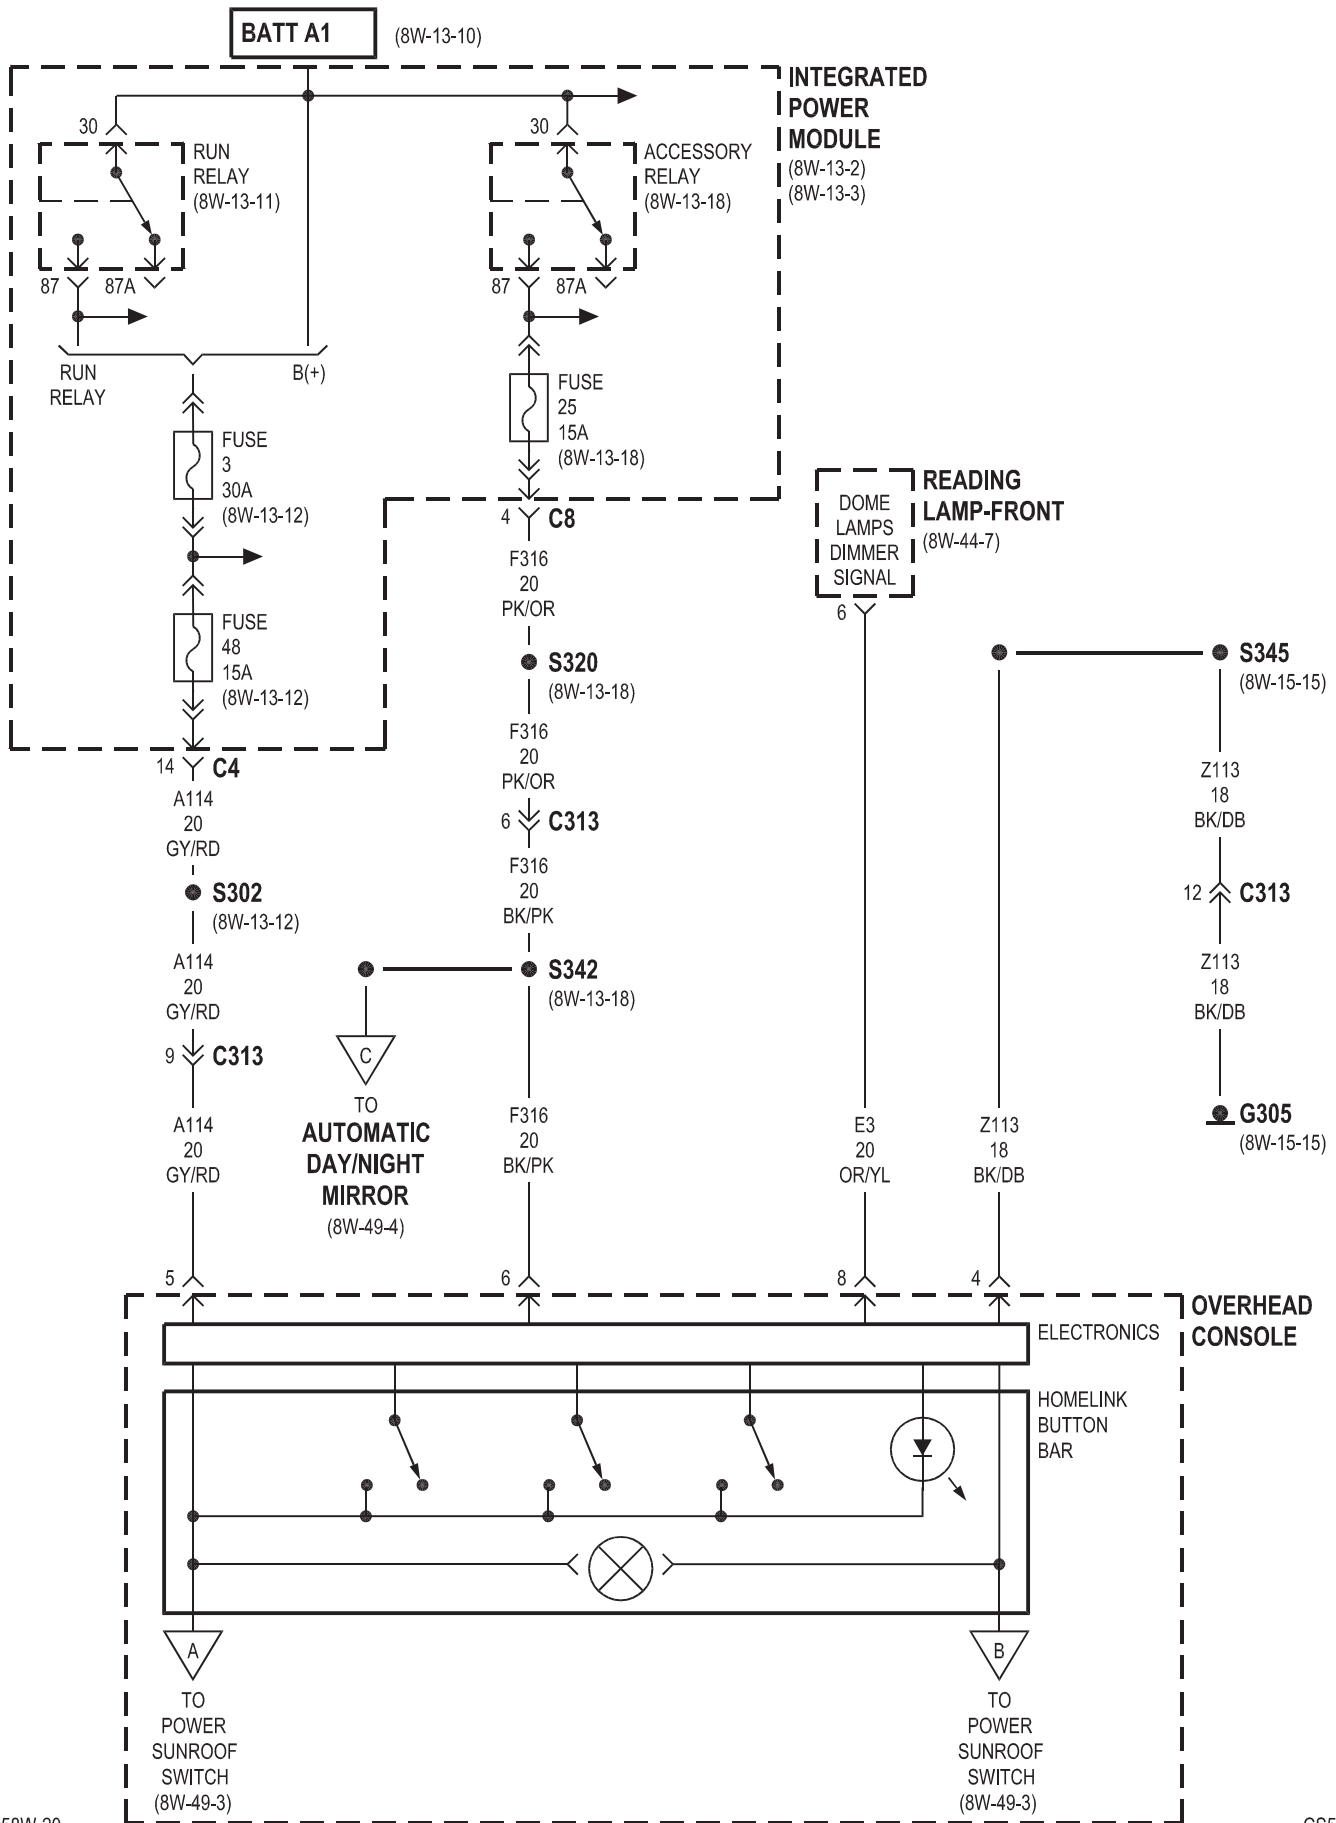 BATT A1
(8W-13-10)
INTEGRATED
POWER
MODULE
(8W-13-2)
(8W-13-3)
30
RUN
RELAY
(8W-13-11)
87
87A
30
ACCESSORY
RELAY
(8W-13-18)
87
87A
RUN
RELAY
B(+)
FUSE
3
30A
(8W-13-12)
FUSE
25
15A
(8W-13-18)
FUSE
48
15A
(8W-13-12)
READING
LAMP-FRONT
(8W-44-7)
DOME
LAMPS
DIMMER
SIGNAL
6
4
C8
F316
20
PK/OR
S320
(8W-13-18)
F316
20
PK/OR
6
C313
F316
20
BK/PK
S342
(8W-13-18)
S345
(8W-15-15)
Z113
18
BK/DB
12
C313
Z113
18
BK/DB
G305
(8W-15-15)
14
C4
A114
20
GY/RD
S302
(8W-13-12)
A114
20
GY/RD
9
C313
A114
20
GY/RD
C
TO
AUTOMATIC
DAY/NIGHT
MIRROR
(8W-49-4)
F316
20
BK/PK
E3
20
OR/YL
Z113
18
BK/DB
5
6
8
4
OVERHEAD
CONSOLE
ELECTRONICS
HOMELINK
BUTTON
BAR
A
TO
POWER
SUNROOF
SWITCH
(8W-49-3)
B
TO
POWER
SUNROOF
SWITCH
(8W-49-3)